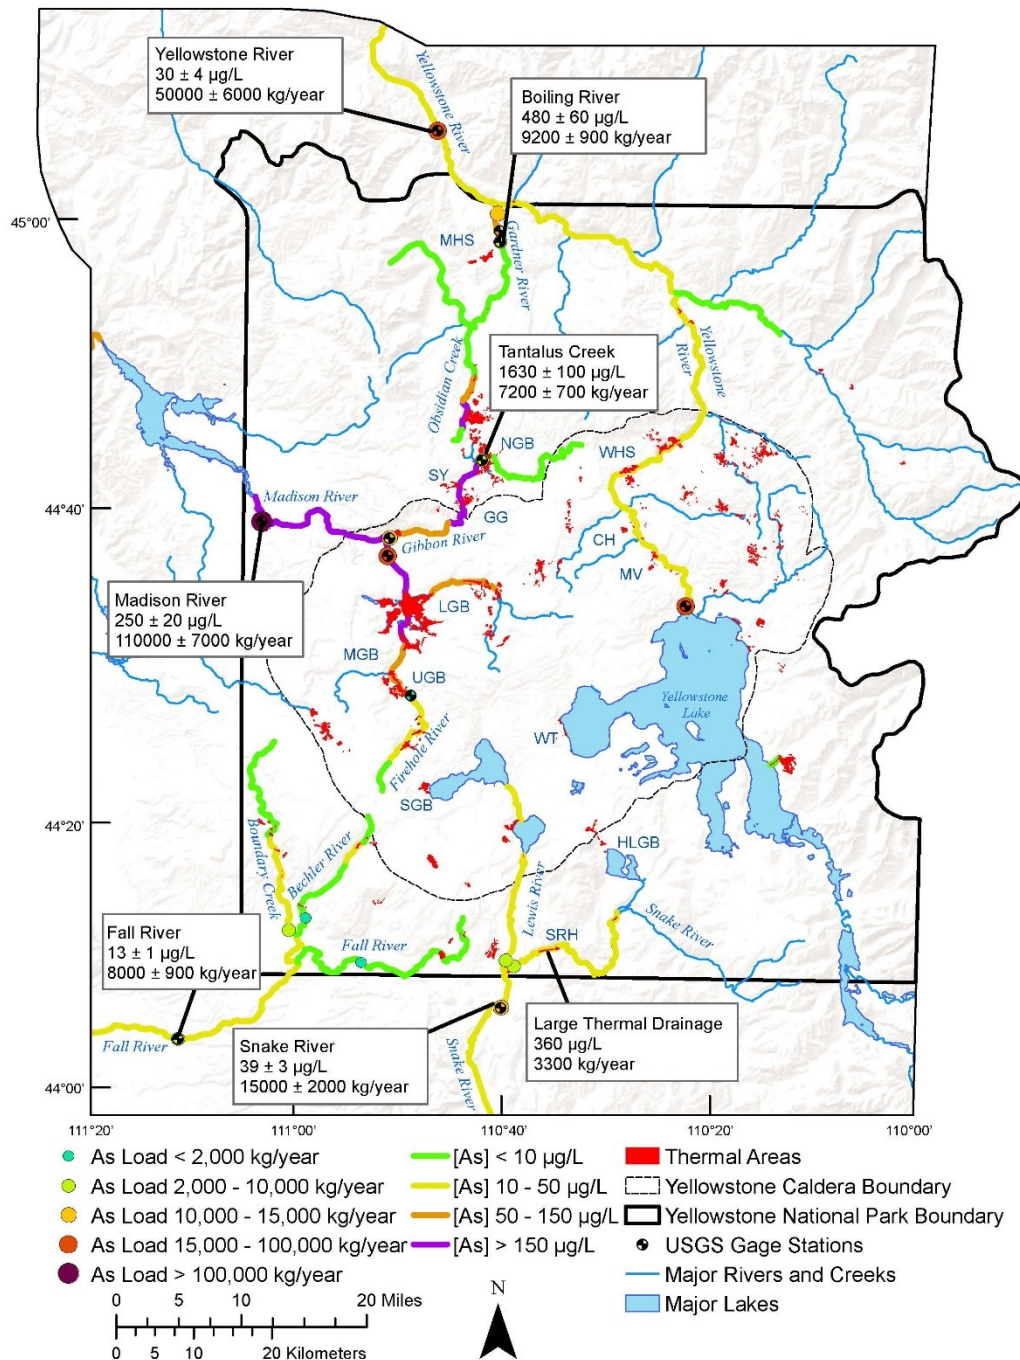 Yellowstone River
30 ± 4 µg/L
50000 ± 6000 kg/year
Yellowstone River
Boiling River
480 ± 60 µg/L
9200 ± 900 kg/year
45°00'
MHS
Gardner River
Tantalus Creek
1630 ± 100 µg/L
7200 ± 700 kg/year
Yellowstone
River
Obsidian Creek
NGB
WHS
SY
44°40'
Madison River
GG
Gibbon River
CH
MV
Madison River
250 ± 20 µg/L
110000 ± 7000 kg/year
LGB
MGB
UGB
Yellowstone
Lake
Firehole River
WT
SGB
44°20'
Boundary Creek
Bechler River
HLGB
Lewis River
Snake River
Fall River
13 ± 1 µg/L
8000 ± 900 kg/year
Fall River
SRH
Large Thermal Drainage
360 µg/L
3300 kg/year
Fall River
Snake River
39 ± 3 µg/L
15000 ± 2000 kg/year
Snake River
44°00'
111°20'
111°00'
110°40'
110°20'
110°00'
As Load < 2,000 kg/year
As Load 2,000 - 10,000 kg/year
As Load 10,000 - 15,000 kg/year
As Load 15,000 - 100,000 kg/year
As Load > 100,000 kg/year
[As] < 10 µg/L
[As] 10 - 50 µg/L
[As] 50 - 150 µg/L
[As] > 150 µg/L
Thermal Areas
Yellowstone Caldera Boundary
Yellowstone National Park Boundary
USGS Gage Stations
Major Rivers and Creeks
Major Lakes
0 5 10 20 Miles
0 5 10 20 Kilometers
N